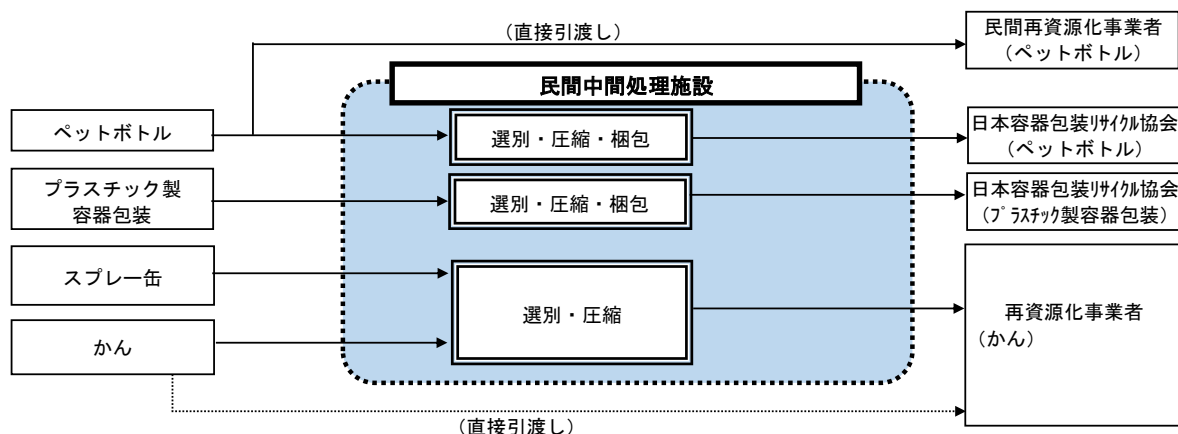 （直接引渡し）
民間再資源化事業者
（ペットボトル）
民間中間処理施設
ペットボトル
選別・圧縮・梱包
日本容器包装ﾘｻｲｸﾙ協会
（ペットボトル）
プラスチック製
容器包装
選別・圧縮・梱包
日本容器包装ﾘｻｲｸﾙ協会
（ﾌﾟﾗｽﾁｯｸ製容器包装）
スプレー缶
選別・圧縮
再資源化事業者
（かん）
かん
（直接引渡し）